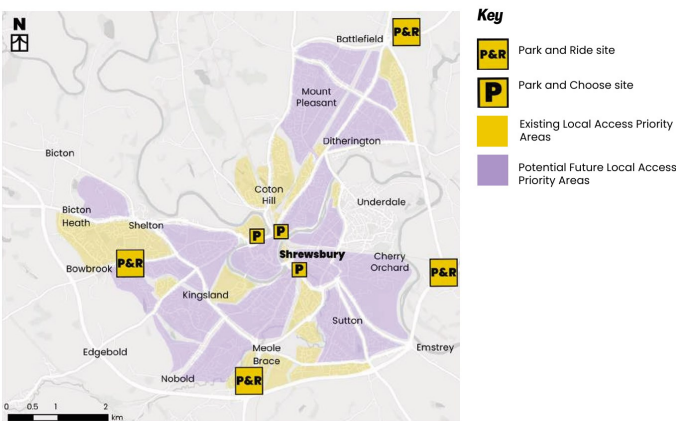 N
Battlefield
P&R
Mount
Pleasant
Ditherington
Bicton
Coton
Hill
Underdale
Bicton
Heath
Shelton
P
P
Shrewsbury
P
Cherry
Orchard
P&R
Bowbrook
P&R
Kingsland
Sutton
Edgebold
Meole
Brace
Emstrey
Nobold
P&R
0 0.5 1 2
km
Key
P&R Park and Ride site
P Park and Choose site
Existing Local Access Priority
Areas
Potential Future Local Access
Priority Areas